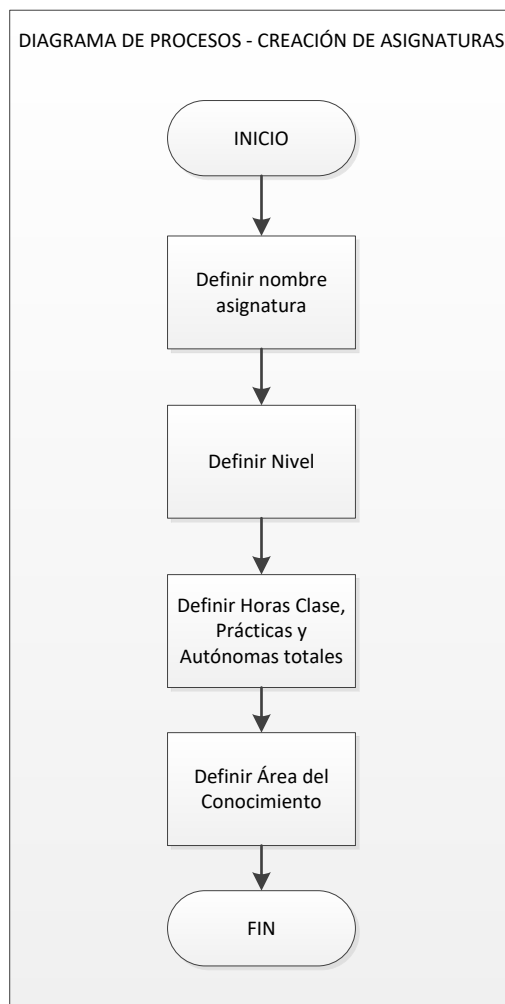 DIAGRAMA DE PROCESOS - CREACIÓN DE ASIGNATURAS
INICIO
Definir nombre
asignatura
Definir Nivel
Definir Horas Clase,
Prácticas y
Autónomas totales
Definir Área del
Conocimiento
FIN